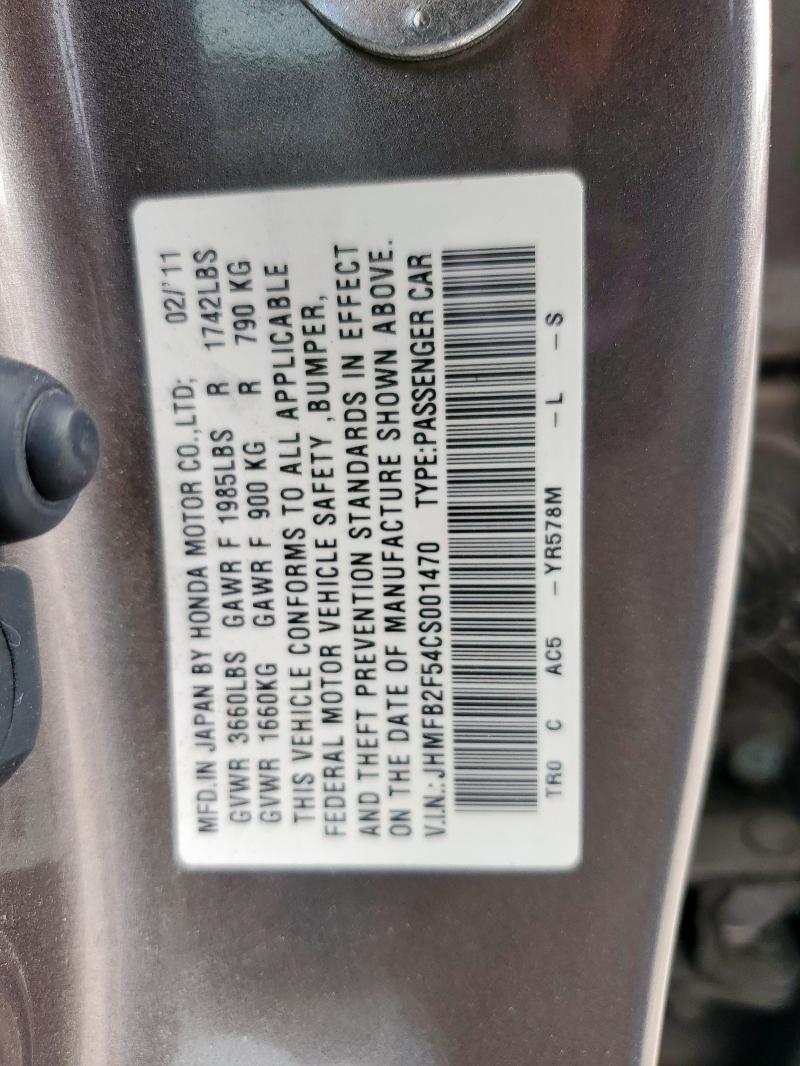 MFD.IN JAPAN BY HONDA MOTOR CO.,LTD; 02/'11
GVWR 3660LBS GAWR F 1985LBS R 1742LBS
GVWR 1660KG GAWR F 900 KG R 790 KG
THIS VEHICLE CONFORMS TO ALL APPLICABLE
FEDERAL MOTOR VEHICLE SAFETY ,BUMPER,
AND THEFT PREVENTION STANDARDS IN EFFECT
ON THE DATE OF MANUFACTURE SHOWN ABOVE.
V.I.N.: JHMFB2F54CS001470 TYPE:PASSENGER CAR
TR0 C AC5 - YR578M - L - S